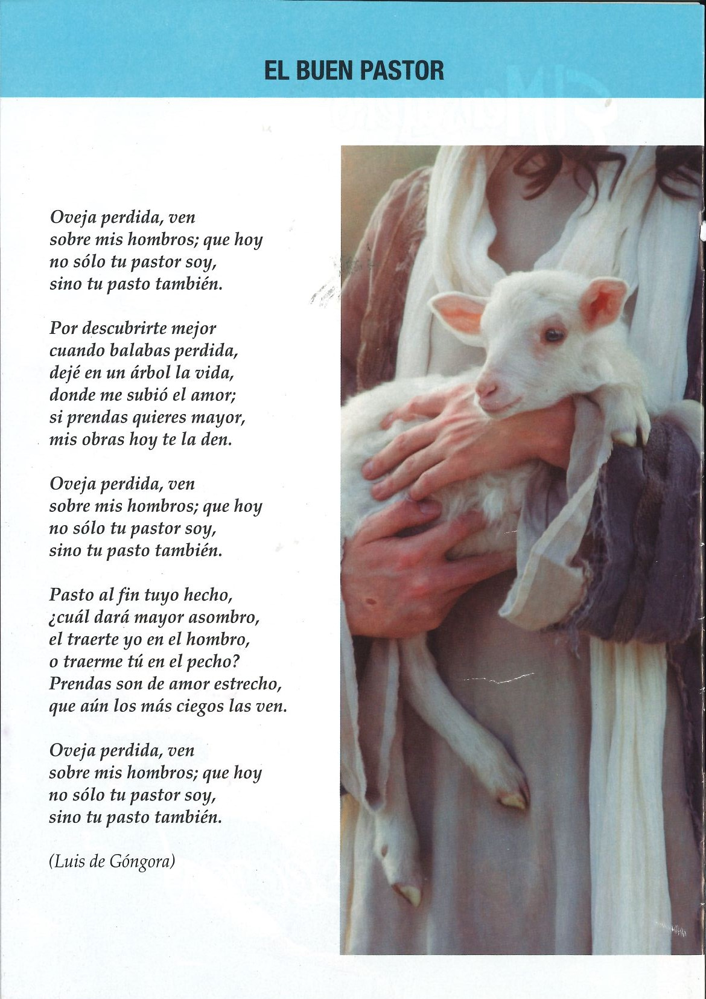 EL BUEN PASTOR
Oveja perdida, ven
sobre mis hombros; que hoy
no sólo tu pastor soy,
sino tu pasto también.
Por descubrirte mejor
cuando balabas perdida,
dejé en un árbol la vida,
donde me subió el amor;
si prendas quieres mayor,
mis obras hoy te la den.
Oveja perdida, ven
sobre mis hombros; que hoy
no sólo tu pastor soy,
sino tu pasto también.
Pasto al fin tuyo hecho,
¿cuál dará mayor asombro,
el traerte yo en el hombro,
o traerme tú en el pecho?
Prendas son de amor estrecho,
que aún los más ciegos las ven.
Oveja perdida, ven
sobre mis hombros; que hoy
no sólo tu pastor soy,
sino tu pasto también.
(Luis de Góngora)